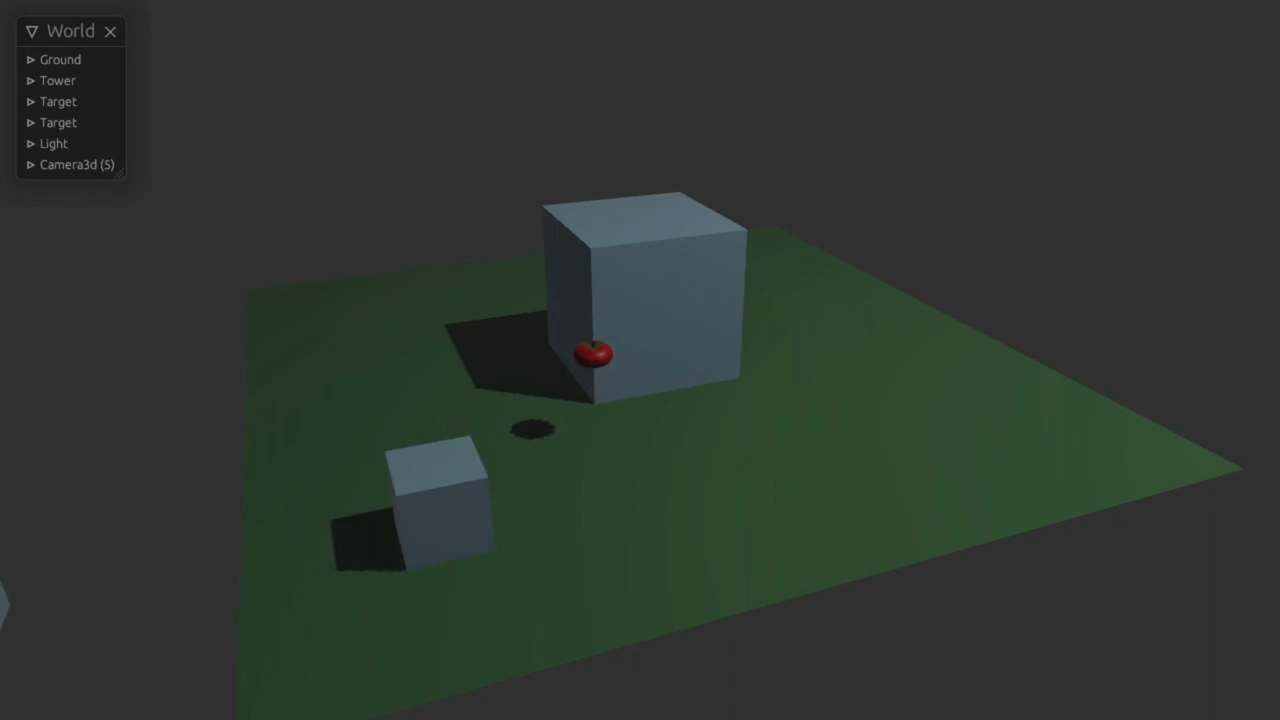 World
Ground
Tower
Target
Target
Light
Camera3d (5)